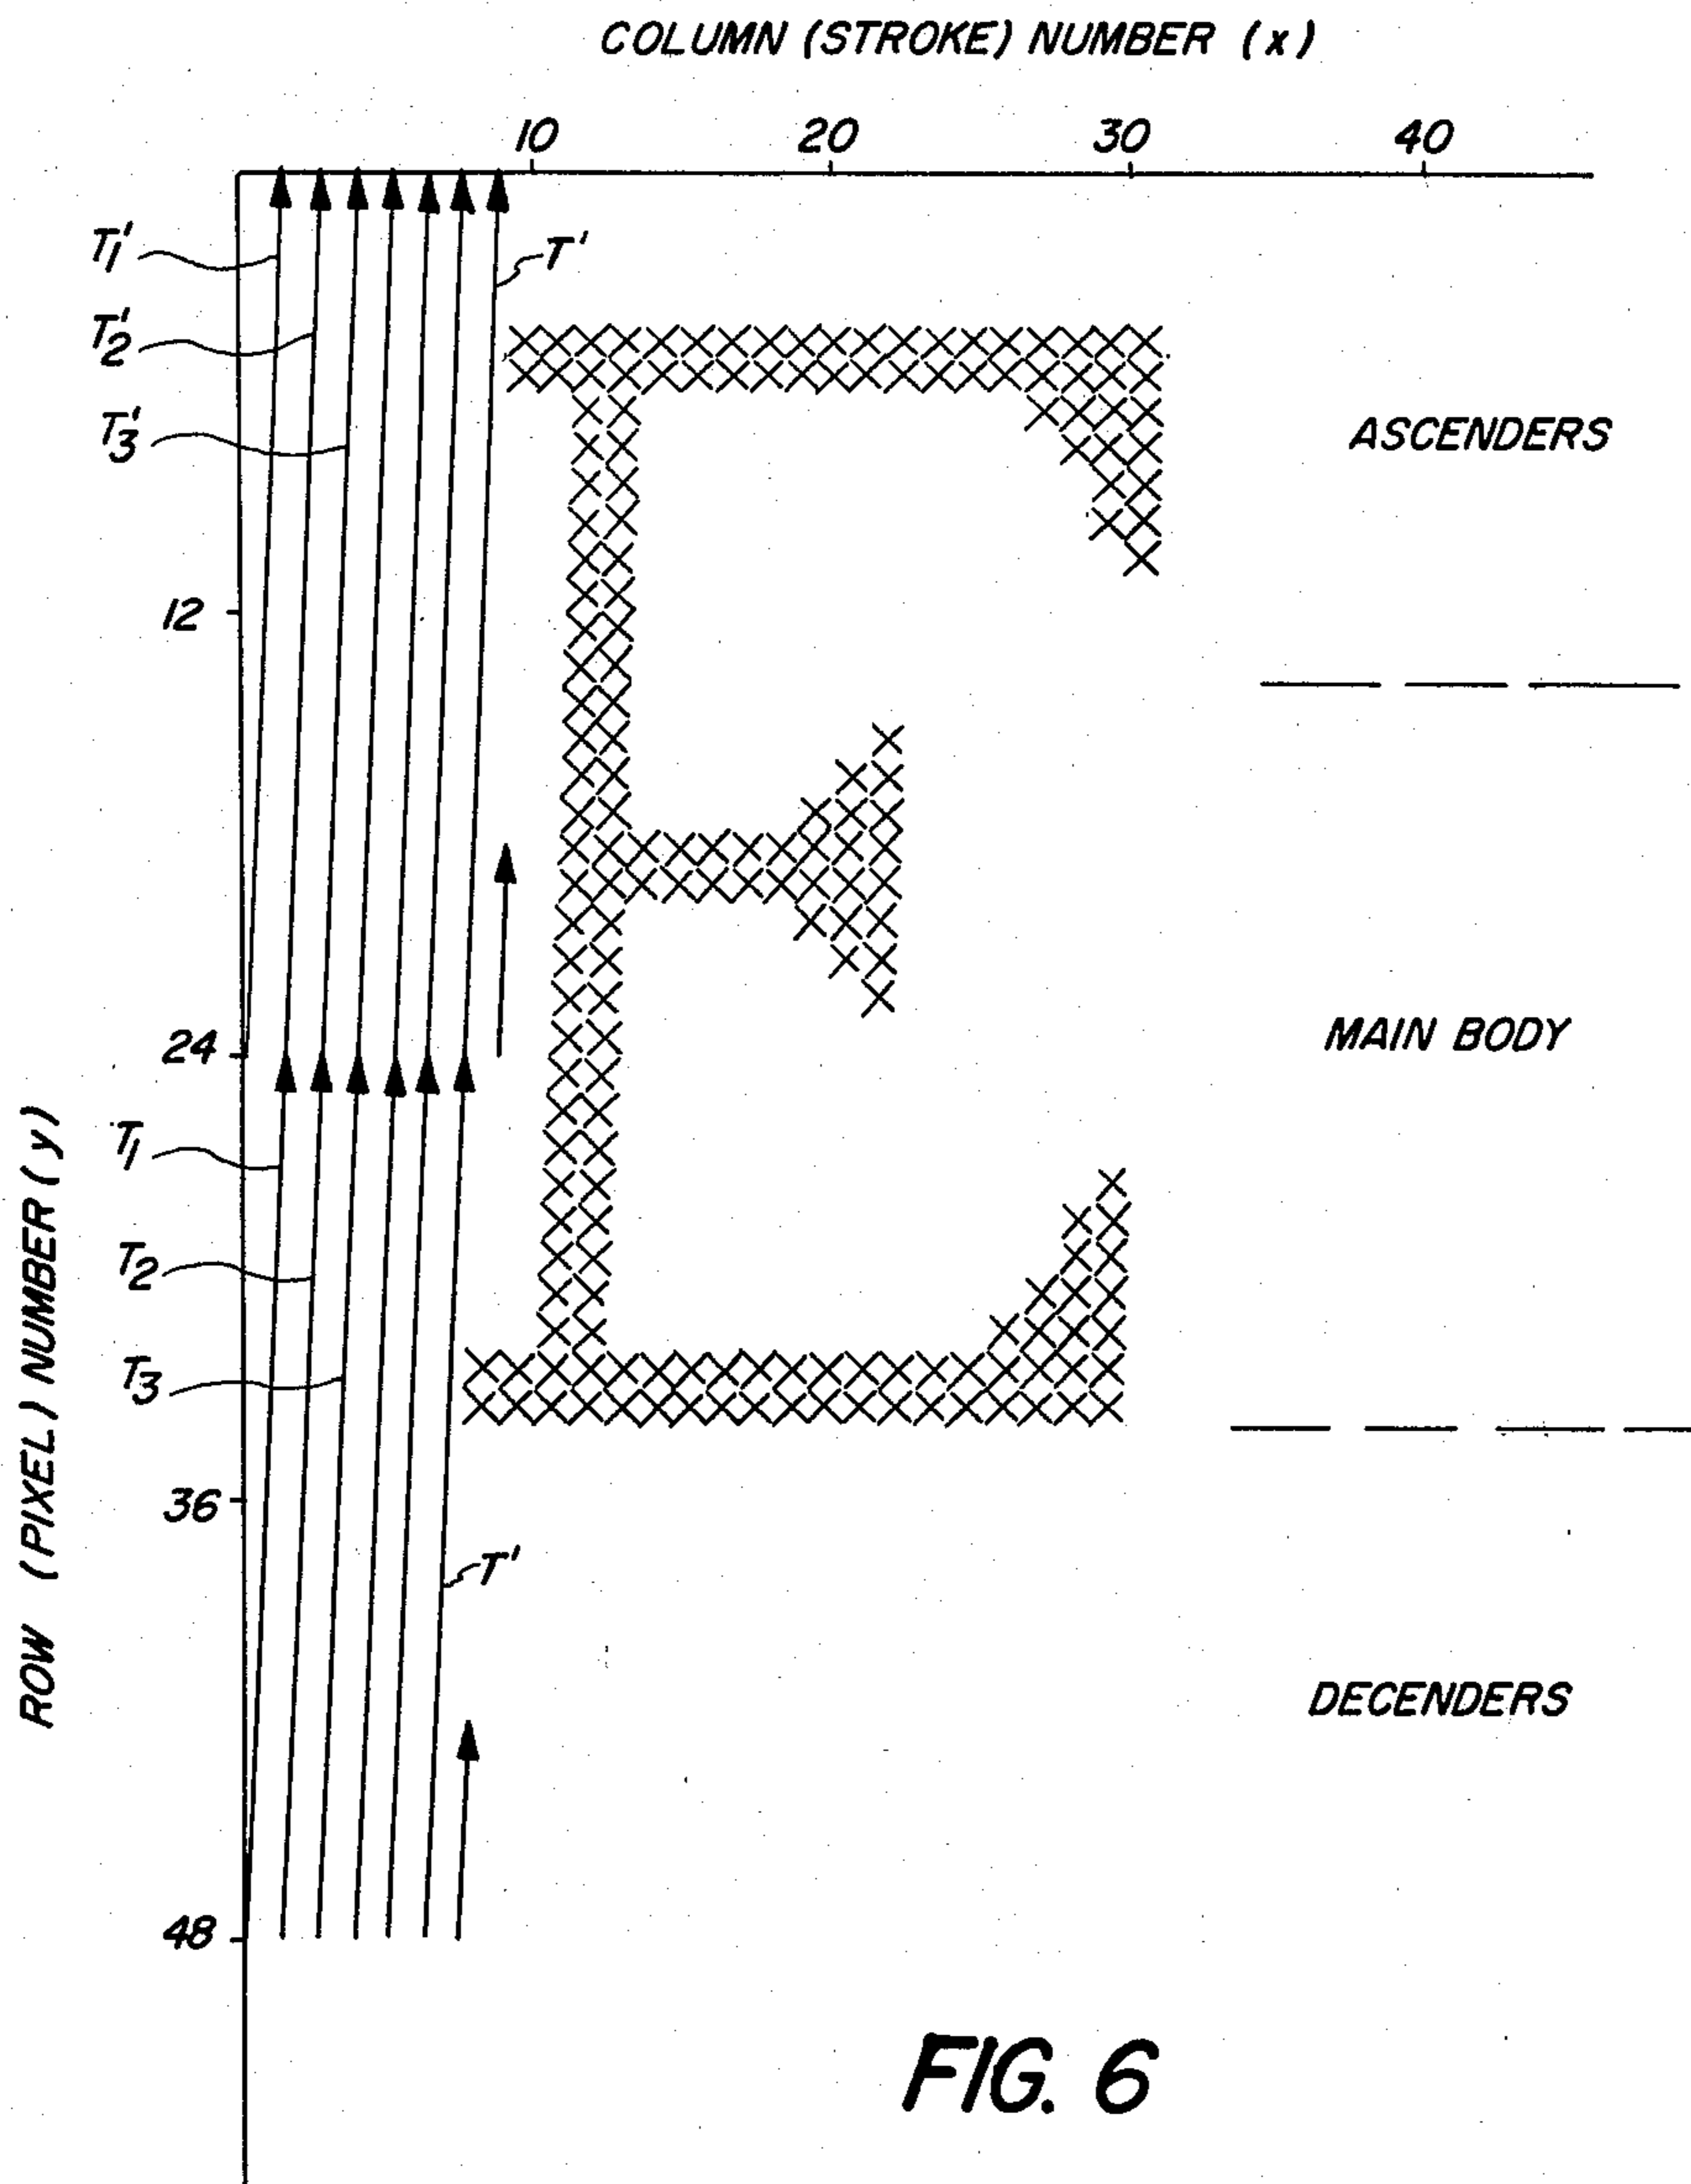 COLUMN (STROKE) NUMBER (x)
10 20 30 40
T1'
T'
T2'
T3'
ASCENDERS
12
24
MAIN BODY
T1
T2
T3
ROW (PIXEL) NUMBER (y)
36
T'
DECENDERS
48
FIG. 6